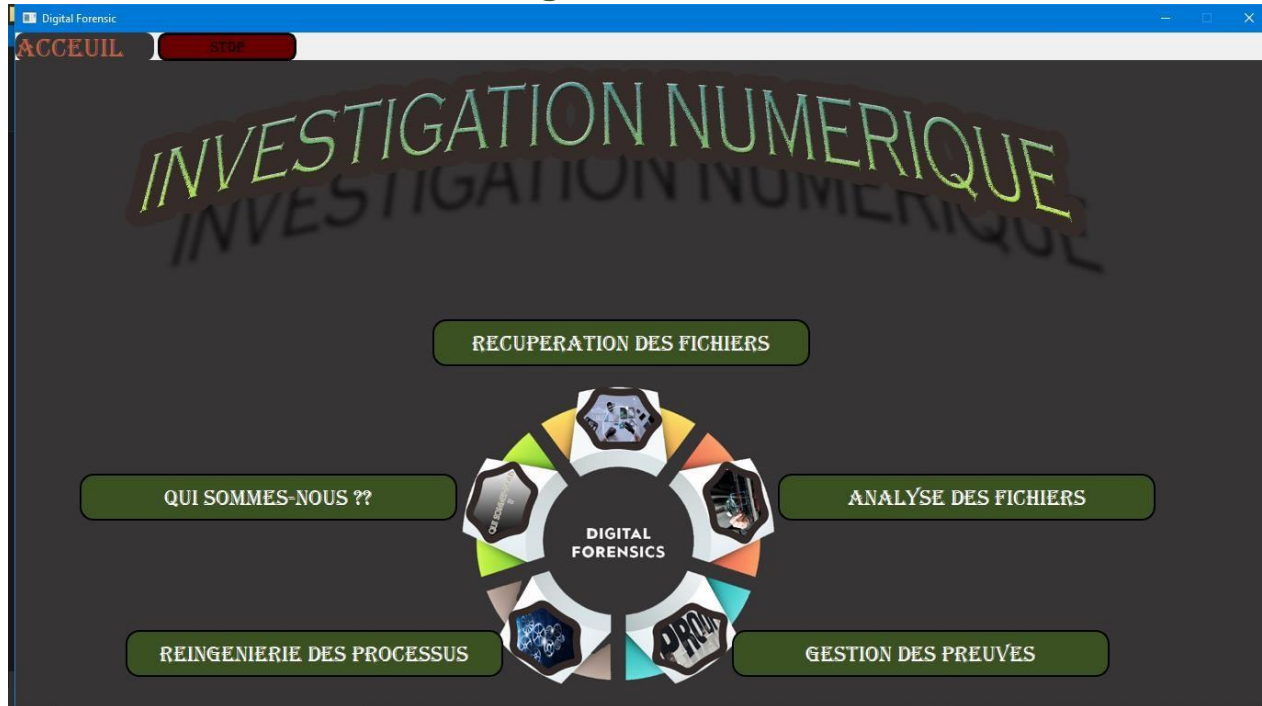 Digital Forensic
ACCEUIL
STOP
INVESTIGATION NUMERIQUE
RECUPERATION DES FICHIERS
QUI SOMMES-NOUS ??
ANALYSE DES FICHIERS
DIGITAL
FORENSICS
REINGENIERIE DES PROCESSUS
GESTION DES PREUVES